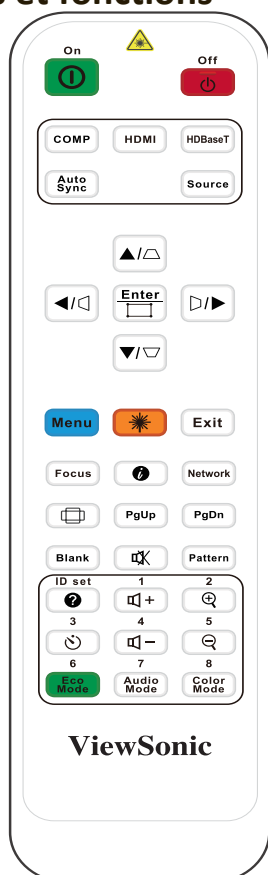 et fonctions
On
Off
COMP HDMI HDBaseT
Auto
Sync
Source
Enter
Menu Exit
Focus Network
PgUp PgDn
Blank Pattern
ID set 1 2
+
3 4 5
−
6 7 8
Eco
Mode
Audio
Mode
Color
Mode
ViewSonic